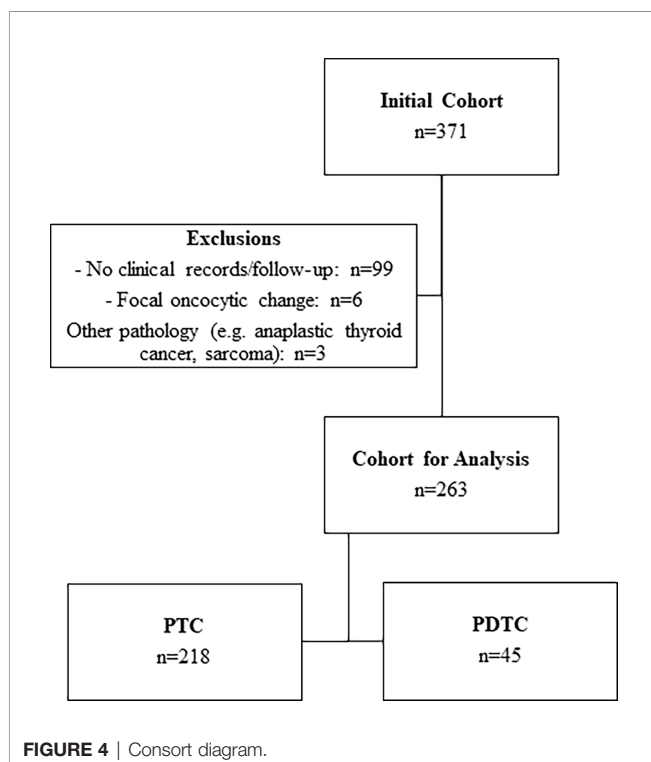 Initial Cohort
n=371
Exclusions
- No clinical records/follow-up: n=99
- Focal oncocytic change: n=6
Other pathology (e.g. anaplastic thyroid
cancer, sarcoma): n=3
Cohort for Analysis
n=263
PTC
n=218
PDTC
n=45
FIGURE 4 | Consort diagram.